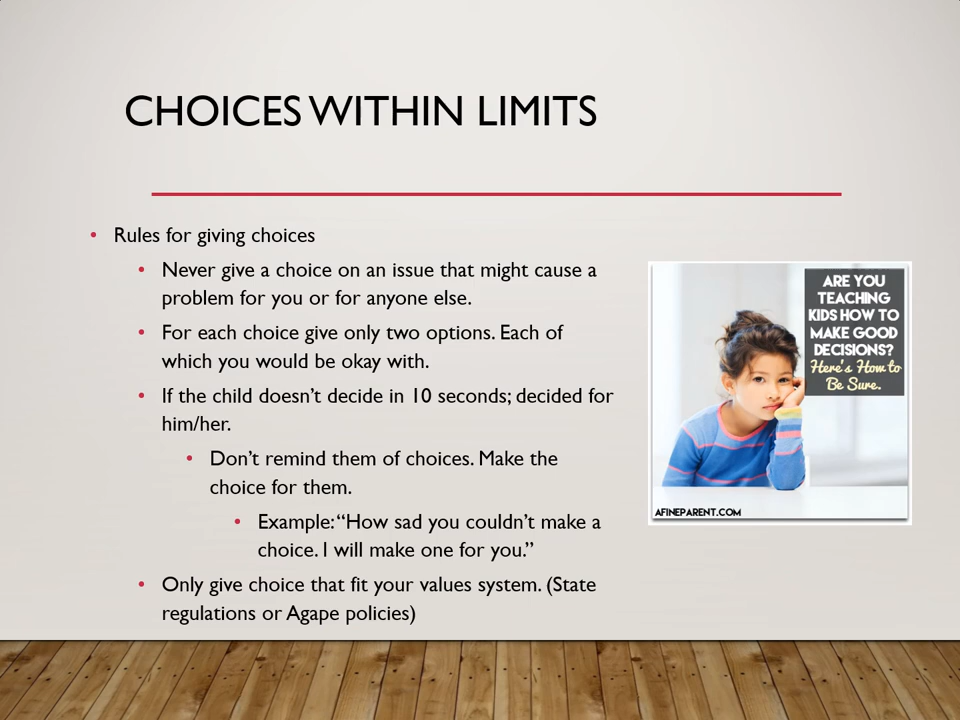 CHOICES WITHIN LIMITS
• Rules for giving choices
• Never give a choice on an issue that might cause a
problem for you or for anyone else.
• For each choice give only two options. Each of
which you would be okay with.
• If the child doesn’t decide in 10 seconds; decided for
him/her.
• Don’t remind them of choices. Make the
choice for them.
• Example: “How sad you couldn’t make a
choice. I will make one for you.”
• Only give choice that fit your values system. (State
regulations or Agape policies)
ARE YOU
TEACHING
KIDS HOW TO
MAKE GOOD
DECISIONS?
Here's How to
Be Sure.
AFINEPARENT.COM